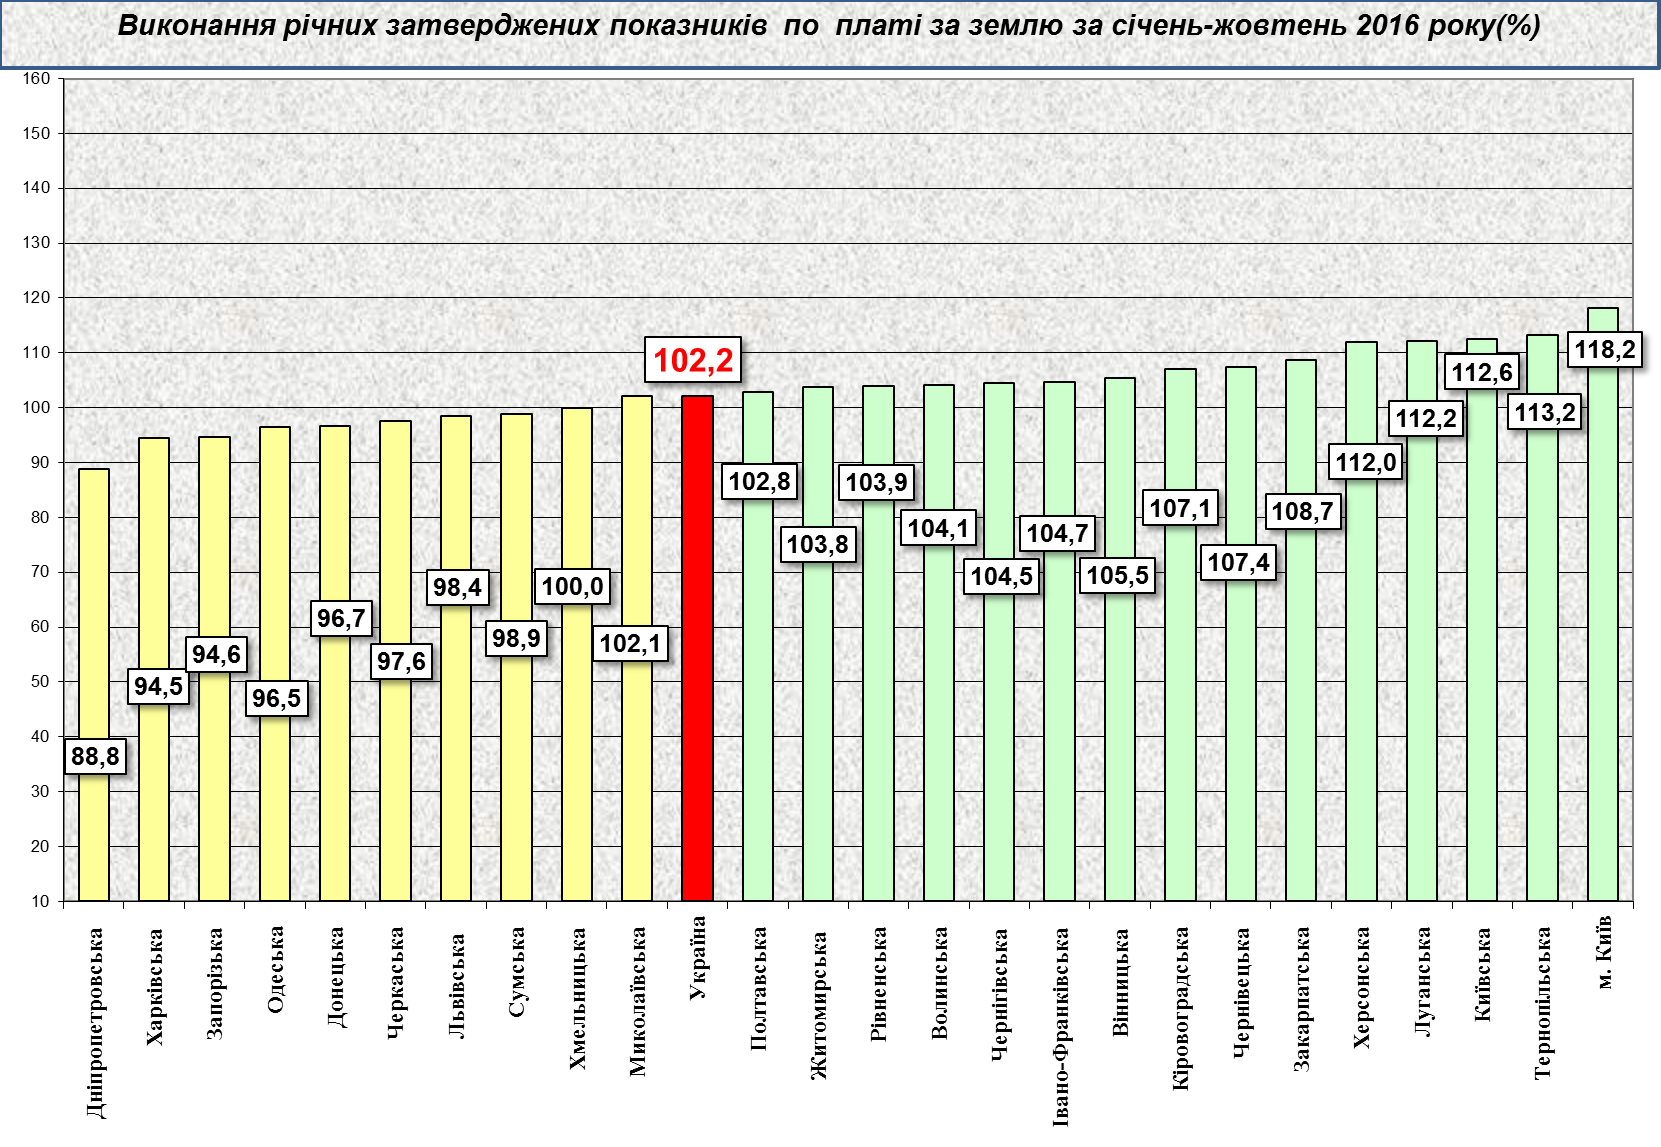 Виконання річних затверджених показників по платі за землю за січень-жовтень 2016 року(%)
160
150
140
130
120
110
100
90
80
70
60
50
40
30
20
10
88,8
94,5
94,6
96,5
96,7
97,6
98,4
98,9
100,0
102,1
102,2
102,8
103,8
103,9
104,1
104,5
104,7
105,5
107,1
107,4
108,7
112,0
112,2
112,6
113,2
118,2
Дніпропетровська
Харківська
Запорізька
Одеська
Донецька
Черкаська
Львівська
Сумська
Хмельницька
Миколаївська
Україна
Полтавська
Житомирська
Рівненська
Волинська
Чернігівська
Івано-Франківська
Вінницька
Кіровоградська
Чернівецька
Закарпатська
Херсонська
Луганська
Київська
Тернопільська
м. Київ